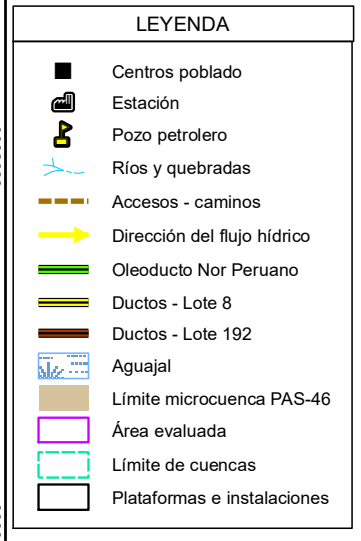 LEYENDA
Centros poblado
Estación
Pozo petrolero
Ríos y quebradas
Accesos - caminos
Dirección del flujo hídrico
Oleoducto Nor Peruano
Ductos - Lote 8
Ductos - Lote 192
Aguajal
Límite microcuenca PAS-46
Área evaluada
Límite de cuencas
Plataformas e instalaciones